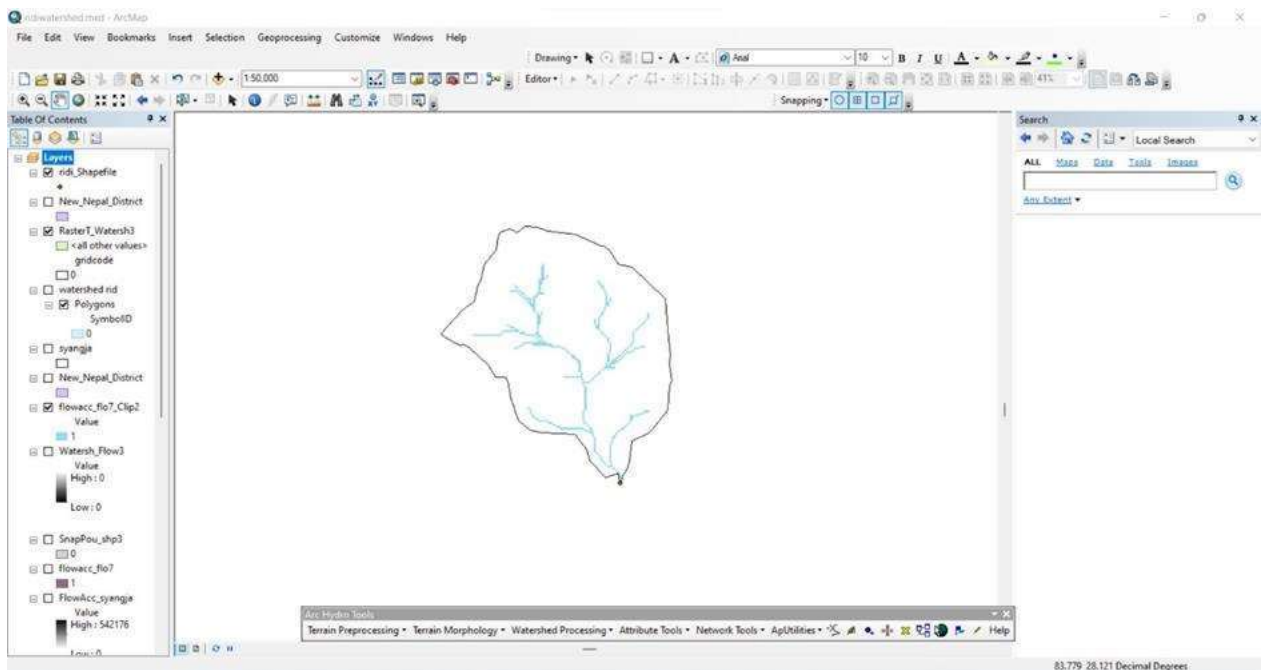 ridiwatershed.mxd - ArcMap
File Edit View Bookmarks Insert Selection Geoprocessing Customize Windows Help
Drawing Arial 10 B I U A
1:50,000 Editor 41%
Snapping
Table Of Contents
Layers
ridi_Shapefile
New_Nepal_District
RasterT_Watersh3
<all other values>
gridcode
0
watershed rid
Polygons
SymbolID
0
syangja
New_Nepal_District
flowacc_flo7_Clip2
Value
1
Watersh_Flow3
Value
High : 0
Low : 0
SnapPou_shp3
0
flowacc_flo7
1
FlowAcc_syangja
Value
High : 542176
Low : 0
Search
Local Search
ALL Maps Data Tools Images
Any Extent
Arc Hydro Tools
Terrain Preprocessing Terrain Morphology Watershed Processing Attribute Tools Network Tools ApUtilities Help
83.779 28.121 Decimal Degrees